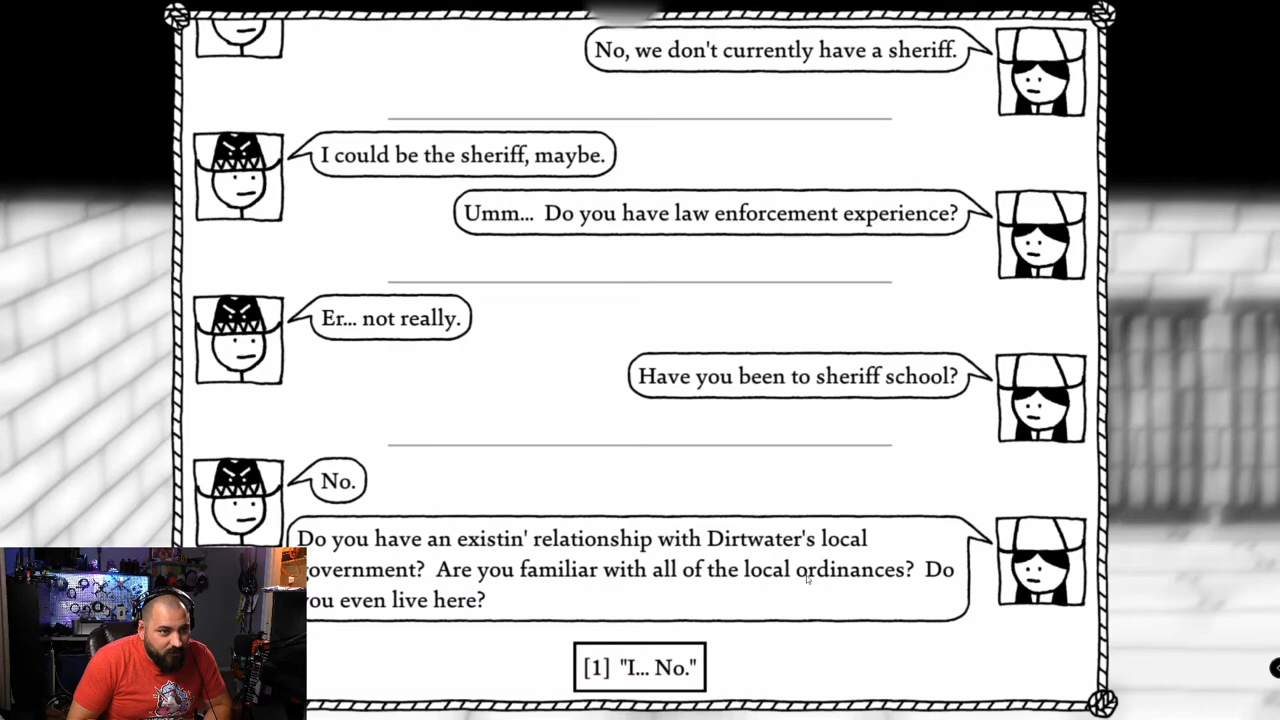 No, we don't currently have a sheriff.
I could be the sheriff, maybe.
Umm... Do you have law enforcement experience?
Er... not really.
Have you been to sheriff school?
No.
Do you have an existin' relationship with Dirtwater's local
government? Are you familiar with all of the local ordinances? Do
you even live here?
[1] "I... No."